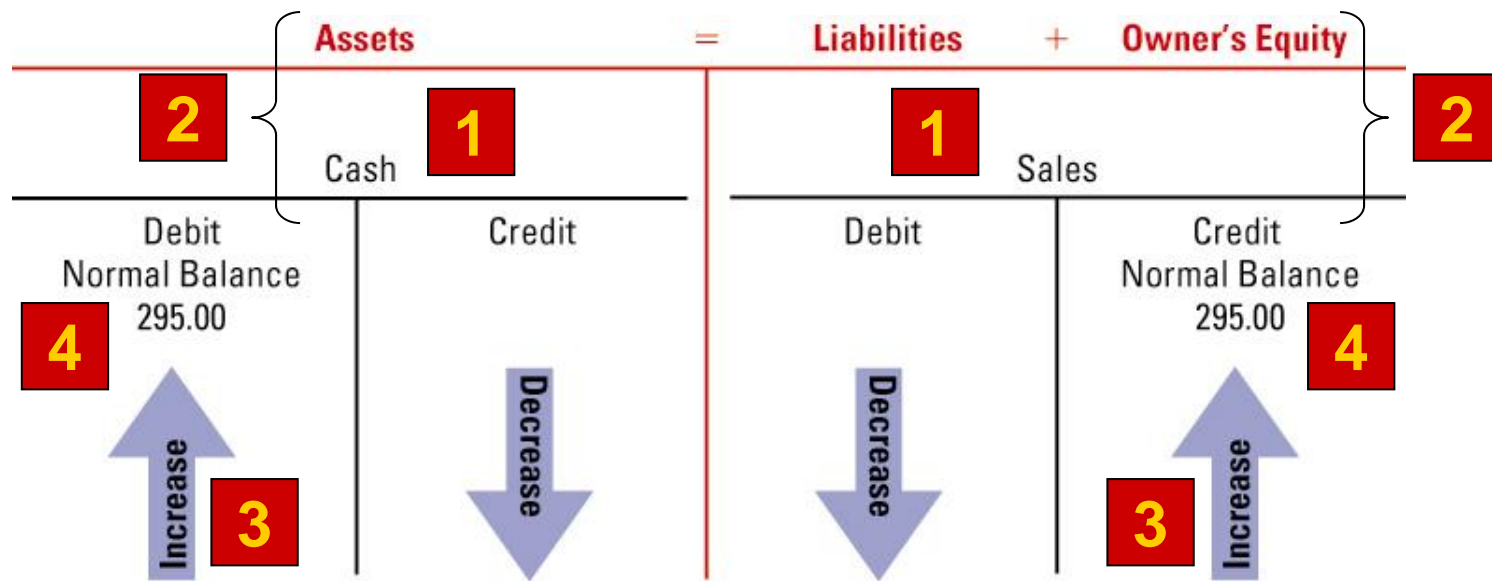 Assets = Liabilities + Owner's Equity
2 1 1 2
Cash Sales
Debit Credit Debit Credit
Normal Balance Normal Balance
295.00 295.00
4 4
Increase Decrease Decrease Increase
3 3